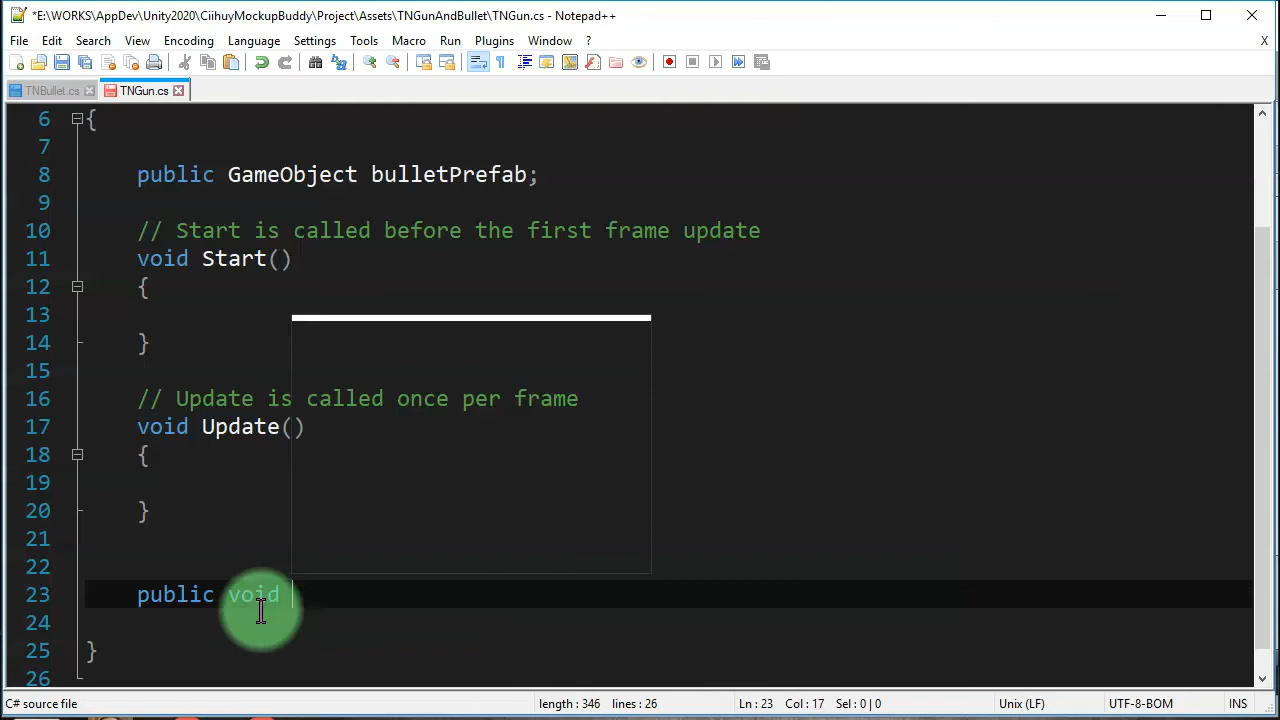 *E:\WORKS\AppDev\Unity2020\CiihuyMockupBuddy\Project\Assets\TNGunAndBullet\TNGun.cs - Notepad++
File Edit Search View Encoding Language Settings Tools Macro Run Plugins Window ? X
TNBullet.cs TNGun.cs
6 {
7
8 public GameObject bulletPrefab;
9
10 // Start is called before the first frame update
11 void Start()
12 {
13
14 }
15
16 // Update is called once per frame
17 void Update()
18 {
19
20 }
21
22
23 public void
24
25 }
26
C# source file length : 346 lines : 26 Ln : 23 Col : 17 Sel : 0 | 0 Unix (LF) UTF-8-BOM INS